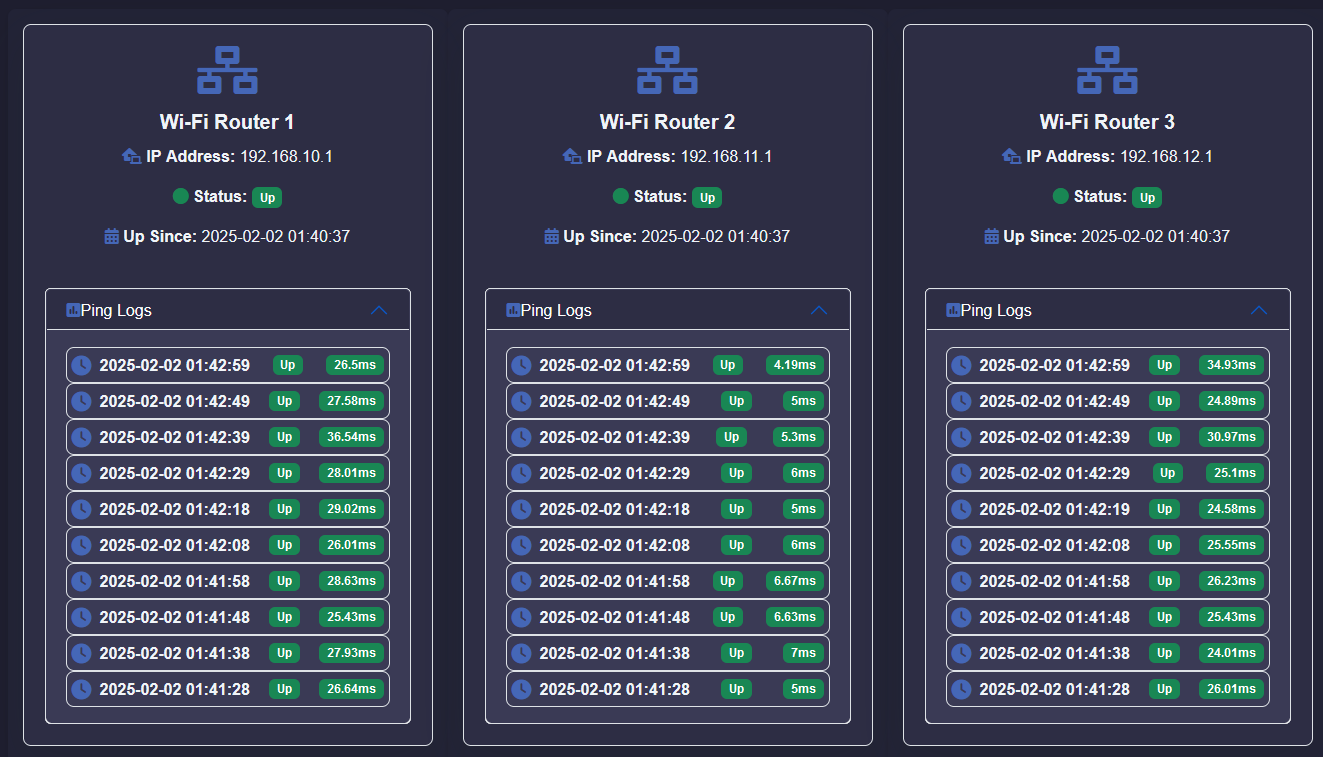 Wi-Fi Router 1
IP Address: 192.168.10.1
Status: Up
Up Since: 2025-02-02 01:40:37
Ping Logs
2025-02-02 01:42:59 Up 26.5ms
2025-02-02 01:42:49 Up 27.58ms
2025-02-02 01:42:39 Up 36.54ms
2025-02-02 01:42:29 Up 28.01ms
2025-02-02 01:42:18 Up 29.02ms
2025-02-02 01:42:08 Up 26.01ms
2025-02-02 01:41:58 Up 28.63ms
2025-02-02 01:41:48 Up 25.43ms
2025-02-02 01:41:38 Up 27.93ms
2025-02-02 01:41:28 Up 26.64ms
Wi-Fi Router 2
IP Address: 192.168.11.1
Status: Up
Up Since: 2025-02-02 01:40:37
Ping Logs
2025-02-02 01:42:59 Up 4.19ms
2025-02-02 01:42:49 Up 5ms
2025-02-02 01:42:39 Up 5.3ms
2025-02-02 01:42:29 Up 6ms
2025-02-02 01:42:18 Up 5ms
2025-02-02 01:42:08 Up 6ms
2025-02-02 01:41:58 Up 6.67ms
2025-02-02 01:41:48 Up 6.63ms
2025-02-02 01:41:38 Up 7ms
2025-02-02 01:41:28 Up 5ms
Wi-Fi Router 3
IP Address: 192.168.12.1
Status: Up
Up Since: 2025-02-02 01:40:37
Ping Logs
2025-02-02 01:42:59 Up 34.93ms
2025-02-02 01:42:49 Up 24.89ms
2025-02-02 01:42:39 Up 30.97ms
2025-02-02 01:42:29 Up 25.1ms
2025-02-02 01:42:19 Up 24.58ms
2025-02-02 01:42:08 Up 25.55ms
2025-02-02 01:41:58 Up 26.23ms
2025-02-02 01:41:48 Up 25.43ms
2025-02-02 01:41:38 Up 24.01ms
2025-02-02 01:41:28 Up 26.01ms